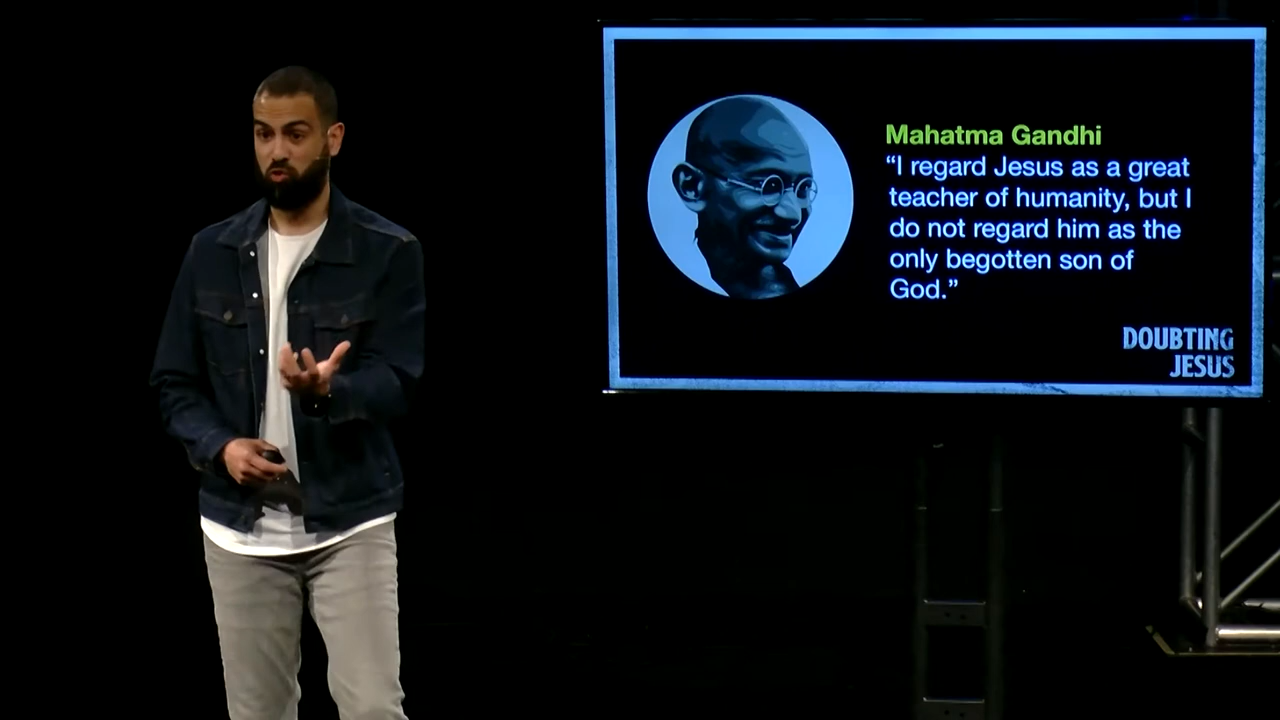 Mahatma Gandhi
“I regard Jesus as a great
teacher of humanity, but I
do not regard him as the
only begotten son of
God.”
DOUBTING
JESUS